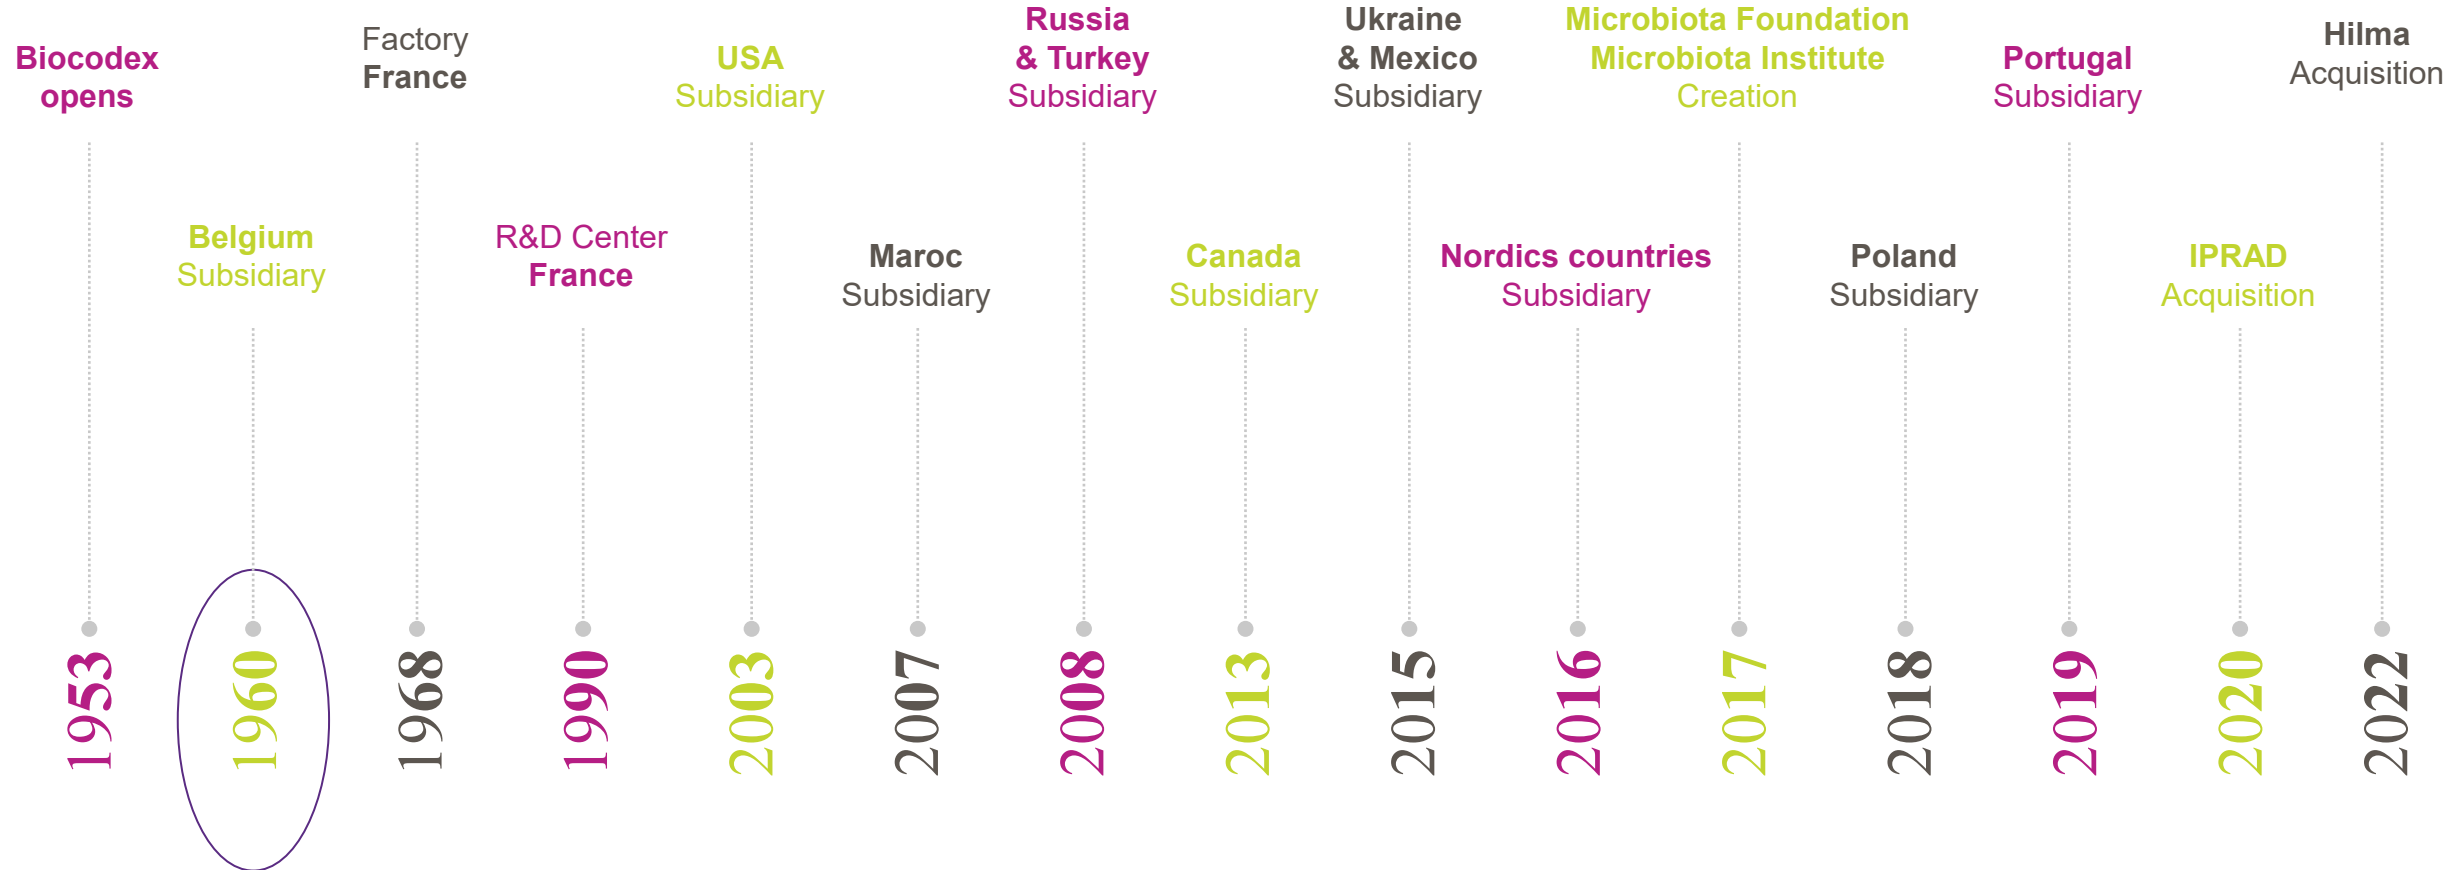 Biocodex
opens
1953
Belgium
Subsidiary
1960
Factory
France
1968
R&D Center
France
1990
USA
Subsidiary
2003
Maroc
Subsidiary
2007
Russia
& Turkey
Subsidiary
2008
Canada
Subsidiary
2013
Ukraine
& Mexico
Subsidiary
2015
Nordics countries
Subsidiary
2016
Microbiota Foundation
Microbiota Institute
Creation
2017
Poland
Subsidiary
2018
Portugal
Subsidiary
2019
IPRAD
Acquisition
2020
Hilma
Acquisition
2022